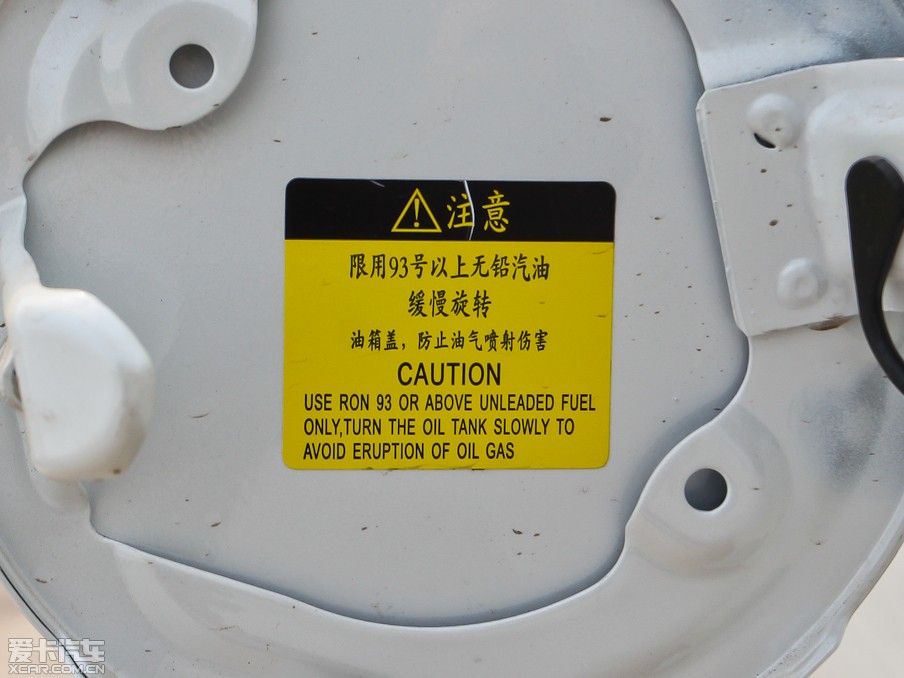 注意
限用93号以上无铅汽油
缓慢旋转
油箱盖，防止油气喷射伤害
CAUTION
USE RON 93 OR ABOVE UNLEADED FUEL
ONLY,TURN THE OIL TANK SLOWLY TO
AVOID ERUPTION OF OIL GAS
爱卡汽车
XCAR.COM.CN